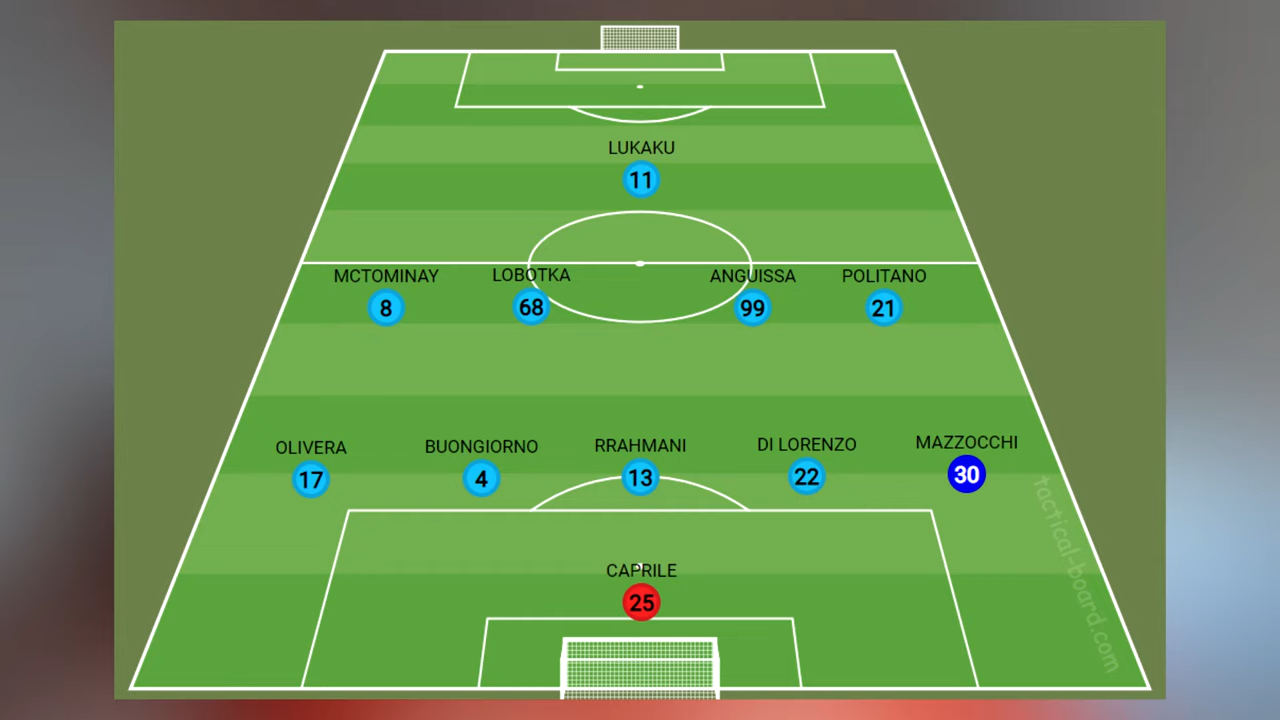 LUKAKU
11
MCTOMINAY LOBOTKA ANGUISSA POLITANO
8 68 99 21
OLIVERA BUONGIORNO RRAHMANI DI LORENZO MAZZOCCHI
17 4 13 22 30
CAPRILE
25
tactical-board.com